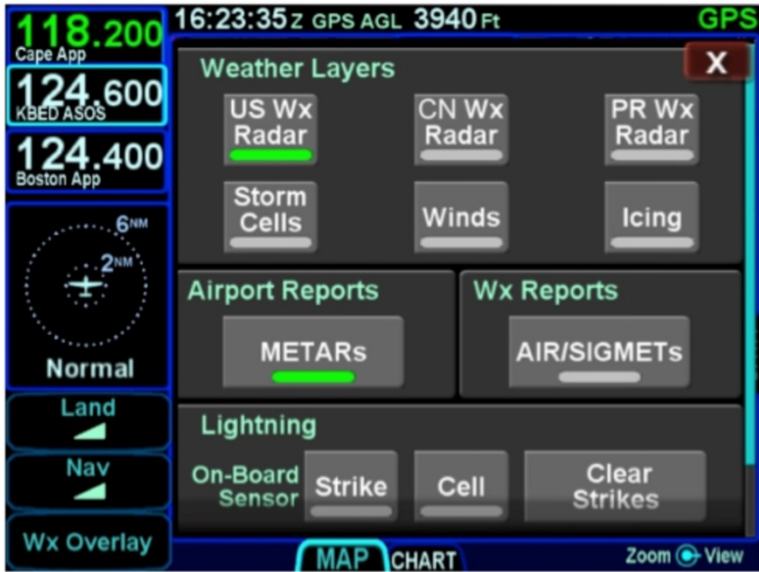 118.200
Cape App
124.600
KBED ASOS
124.400
Boston App
6NM
2NM
Normal
Land
Nav
Wx Overlay
16:23:35 Z GPS AGL 3940 Ft
GPS
Weather Layers
X
US Wx
Radar
CN Wx
Radar
PR Wx
Radar
Storm
Cells
Winds
Icing
Airport Reports
METARs
Wx Reports
AIR/SIGMETs
Lightning
On-Board
Sensor
Strike
Cell
Clear
Strikes
MAP
CHART
Zoom
View